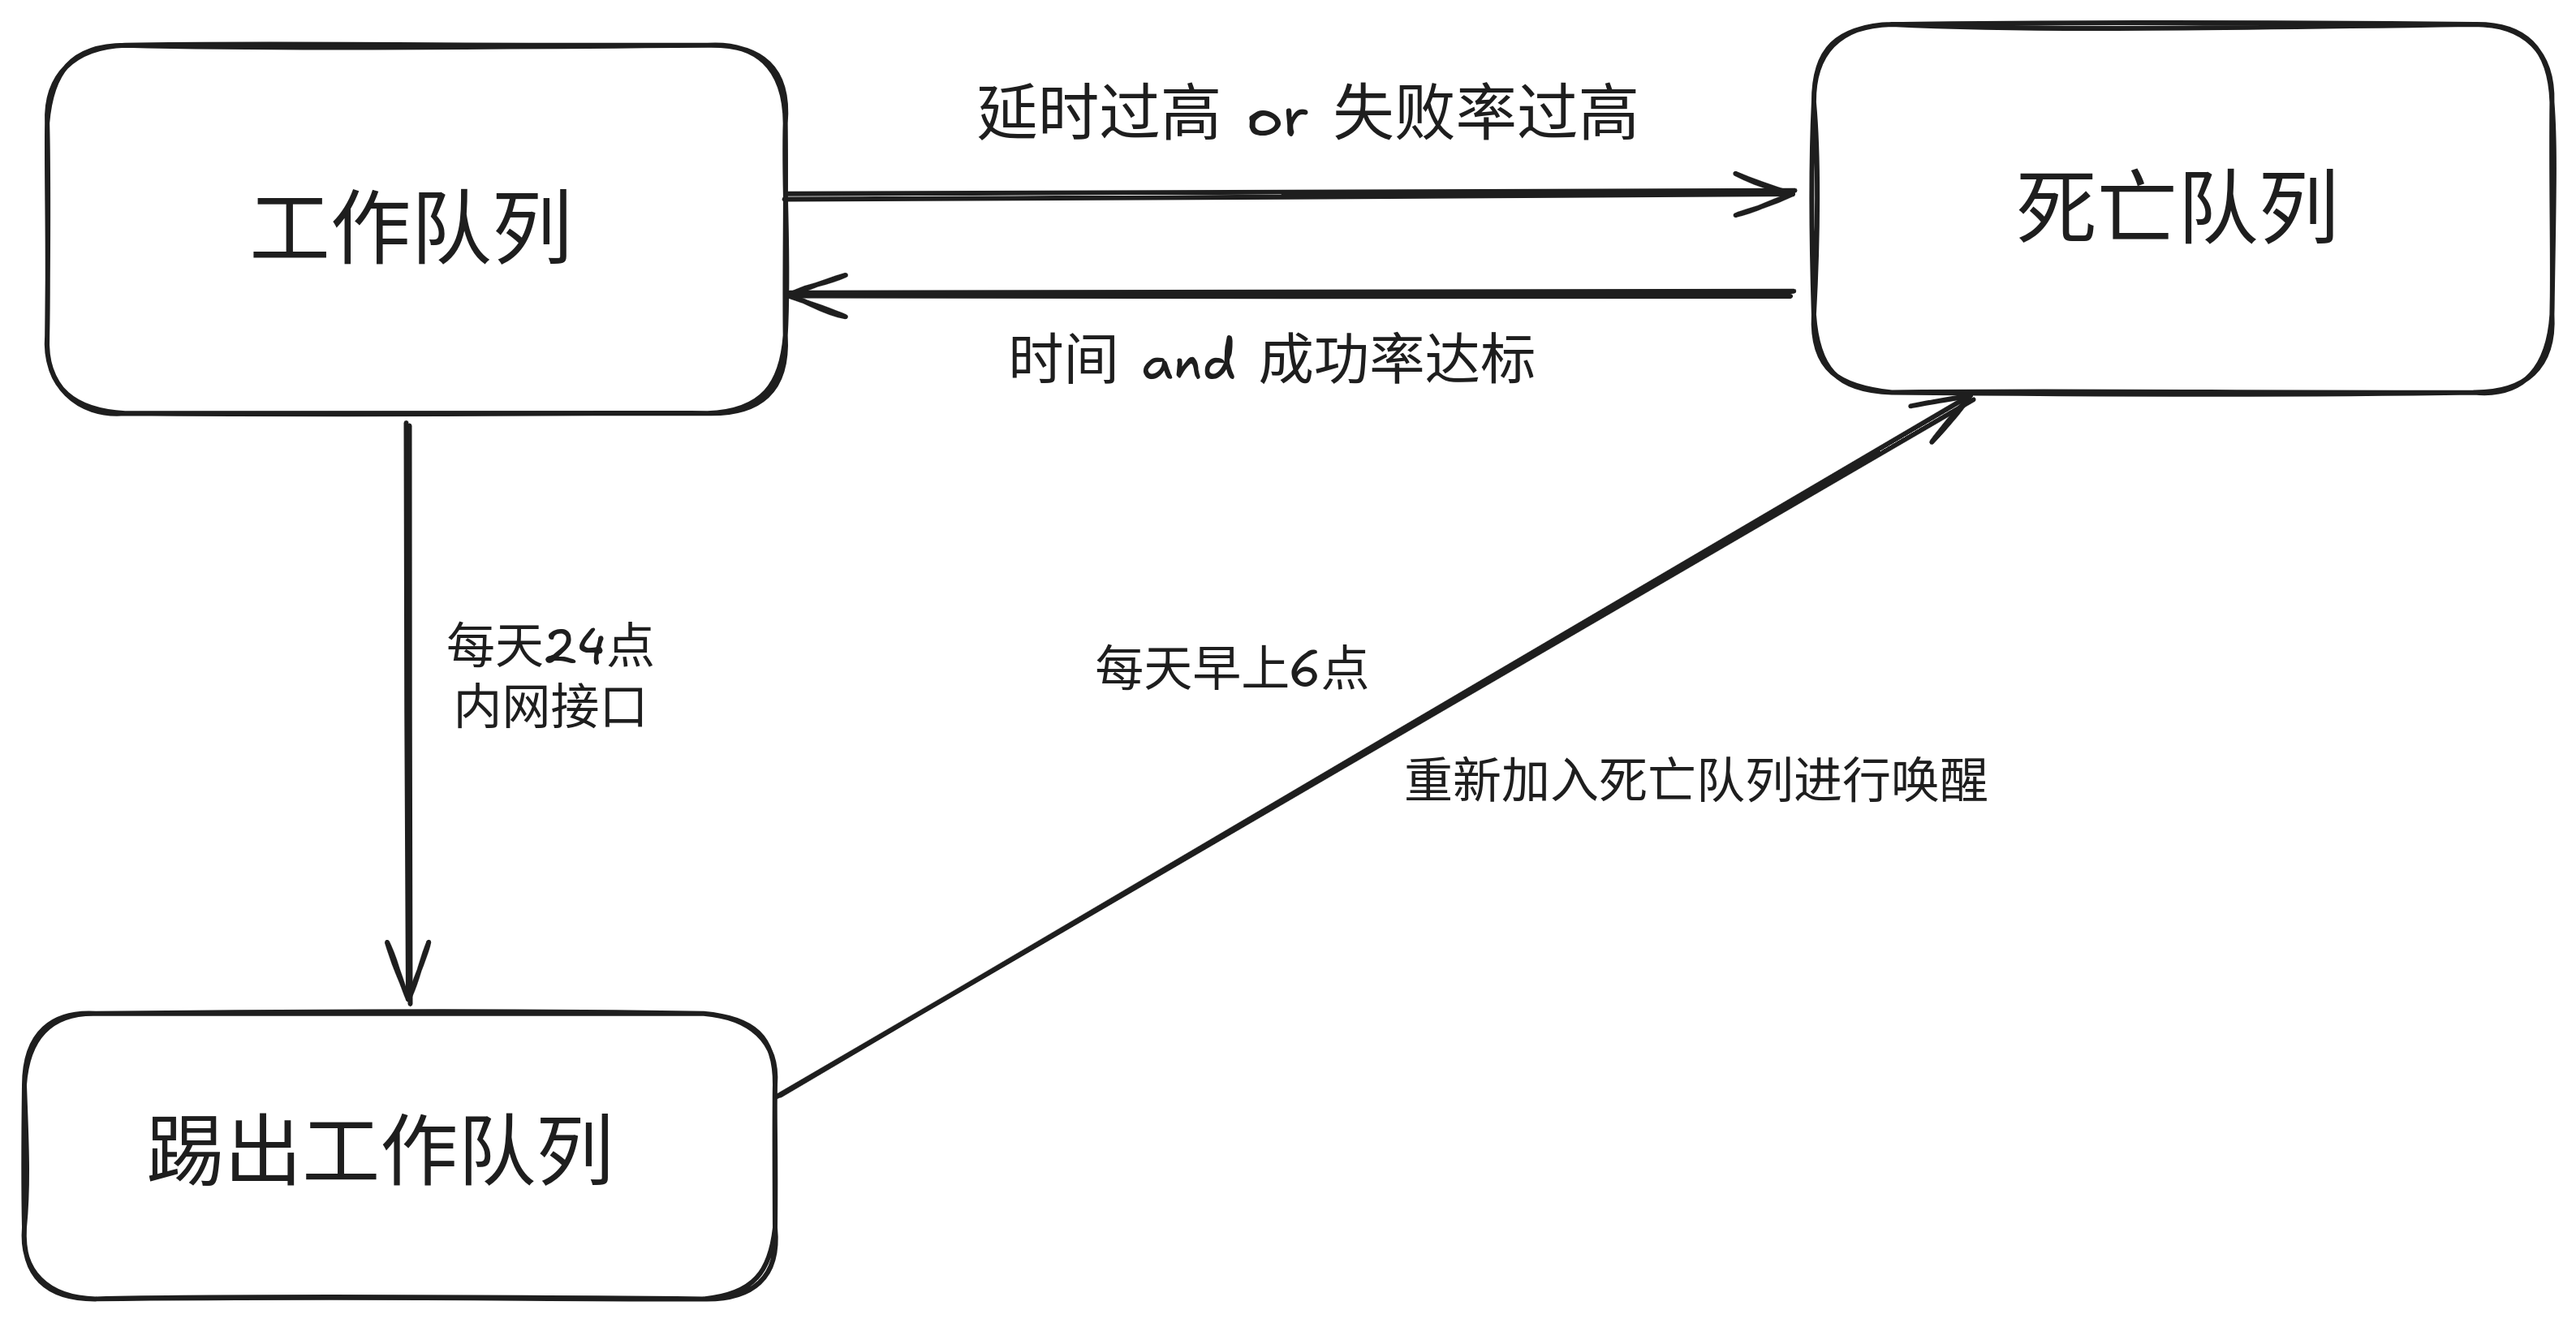 延时过高 or 失败率过高
工作队列
死亡队列
时间 and 成功率达标
每天24点
内网接口
每天早上6点
重新加入死亡队列进行唤醒
踢出工作队列